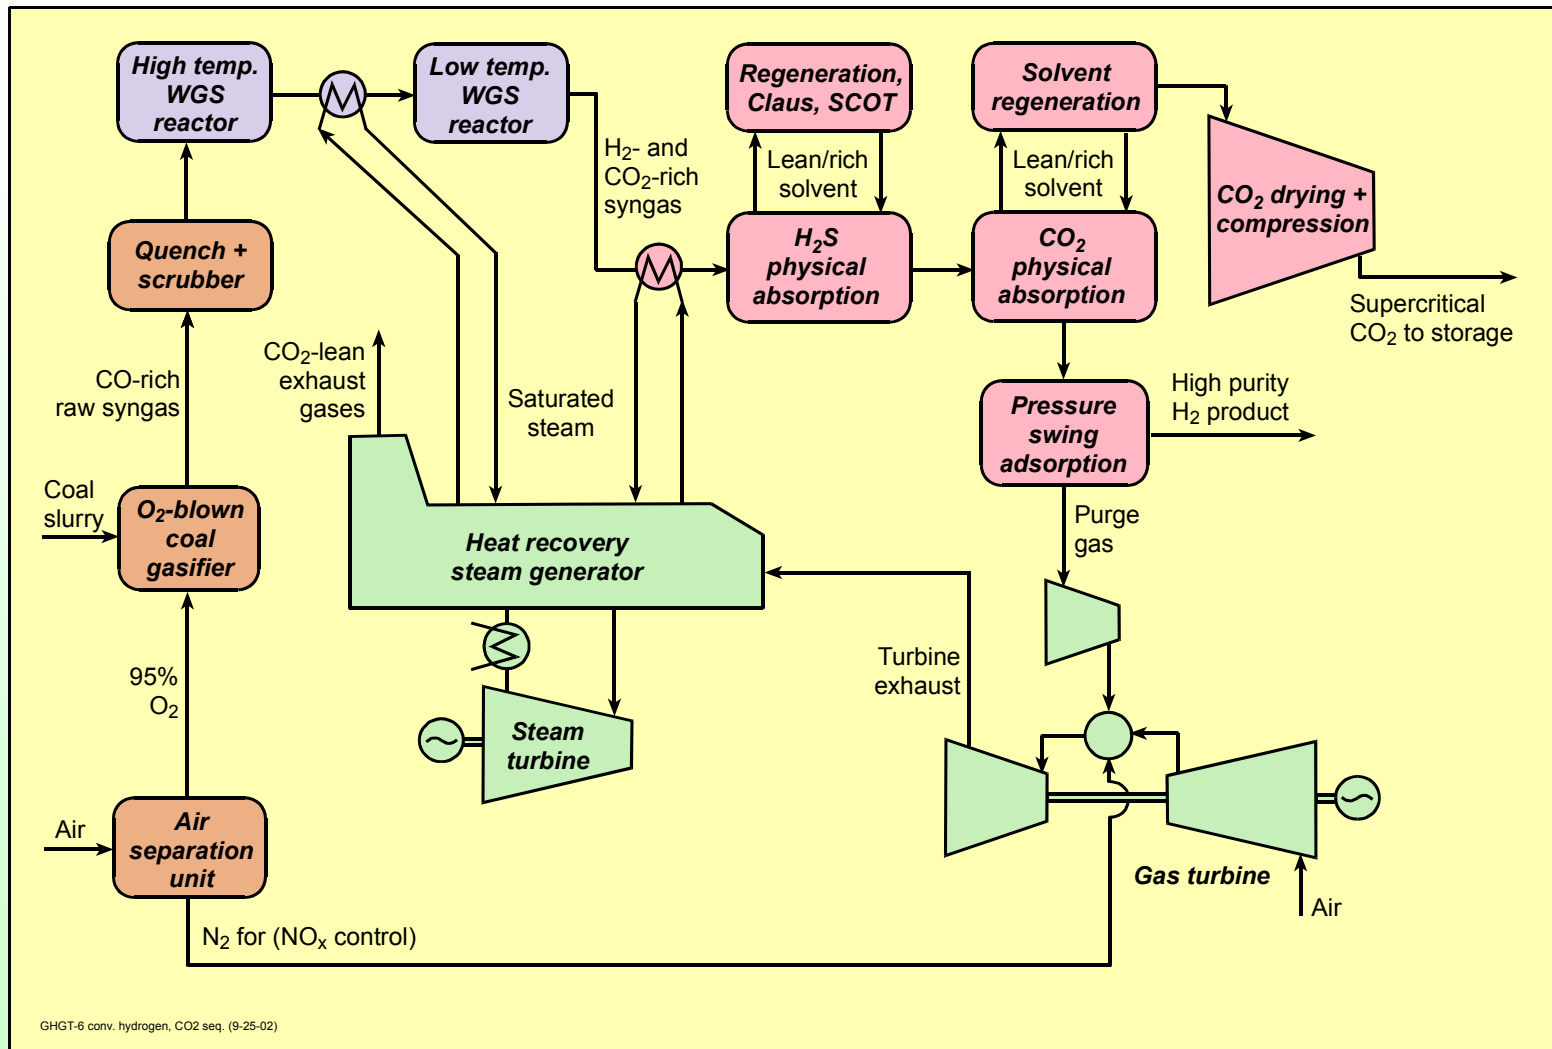 High temp.
WGS
reactor
Low temp.
WGS
reactor
Regeneration,
Claus, SCOT
Solvent
regeneration
H₂- and
CO₂-rich
syngas
Lean/rich
solvent
Lean/rich
solvent
CO₂ drying +
compression
Quench +
scrubber
H₂S
physical
absorption
CO₂
physical
absorption
Supercritical
CO₂ to storage
CO₂-lean
exhaust
gases
CO-rich
raw syngas
Saturated
steam
Pressure
swing
adsorption
High purity
H₂ product
Coal
slurry
O₂-blown
coal
gasifier
Heat recovery
steam generator
Purge
gas
95%
O₂
Turbine
exhaust
Steam
turbine
Air
Air
separation
unit
Gas turbine
Air
N₂ for (NOₓ control)
GHGT-6 conv. hydrogen, CO2 seq. (9-25-02)